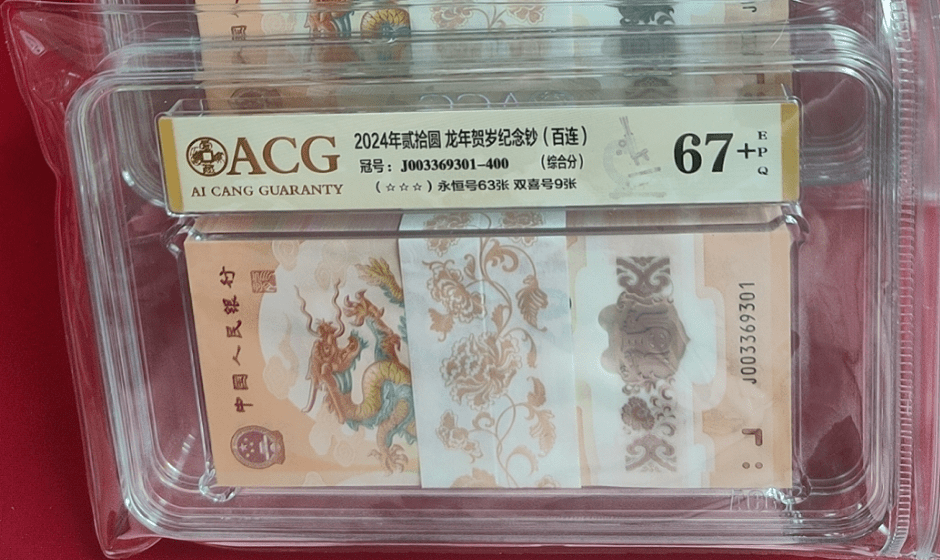 ACG
AI CANG GUARANTY
2024年贰拾圆 龙年贺岁纪念钞（百连）
冠号：J003369301-400 （综合分）
（☆☆☆）永恒号63张 双喜号9张
67+
EPQ
中国人民银行
J003369301